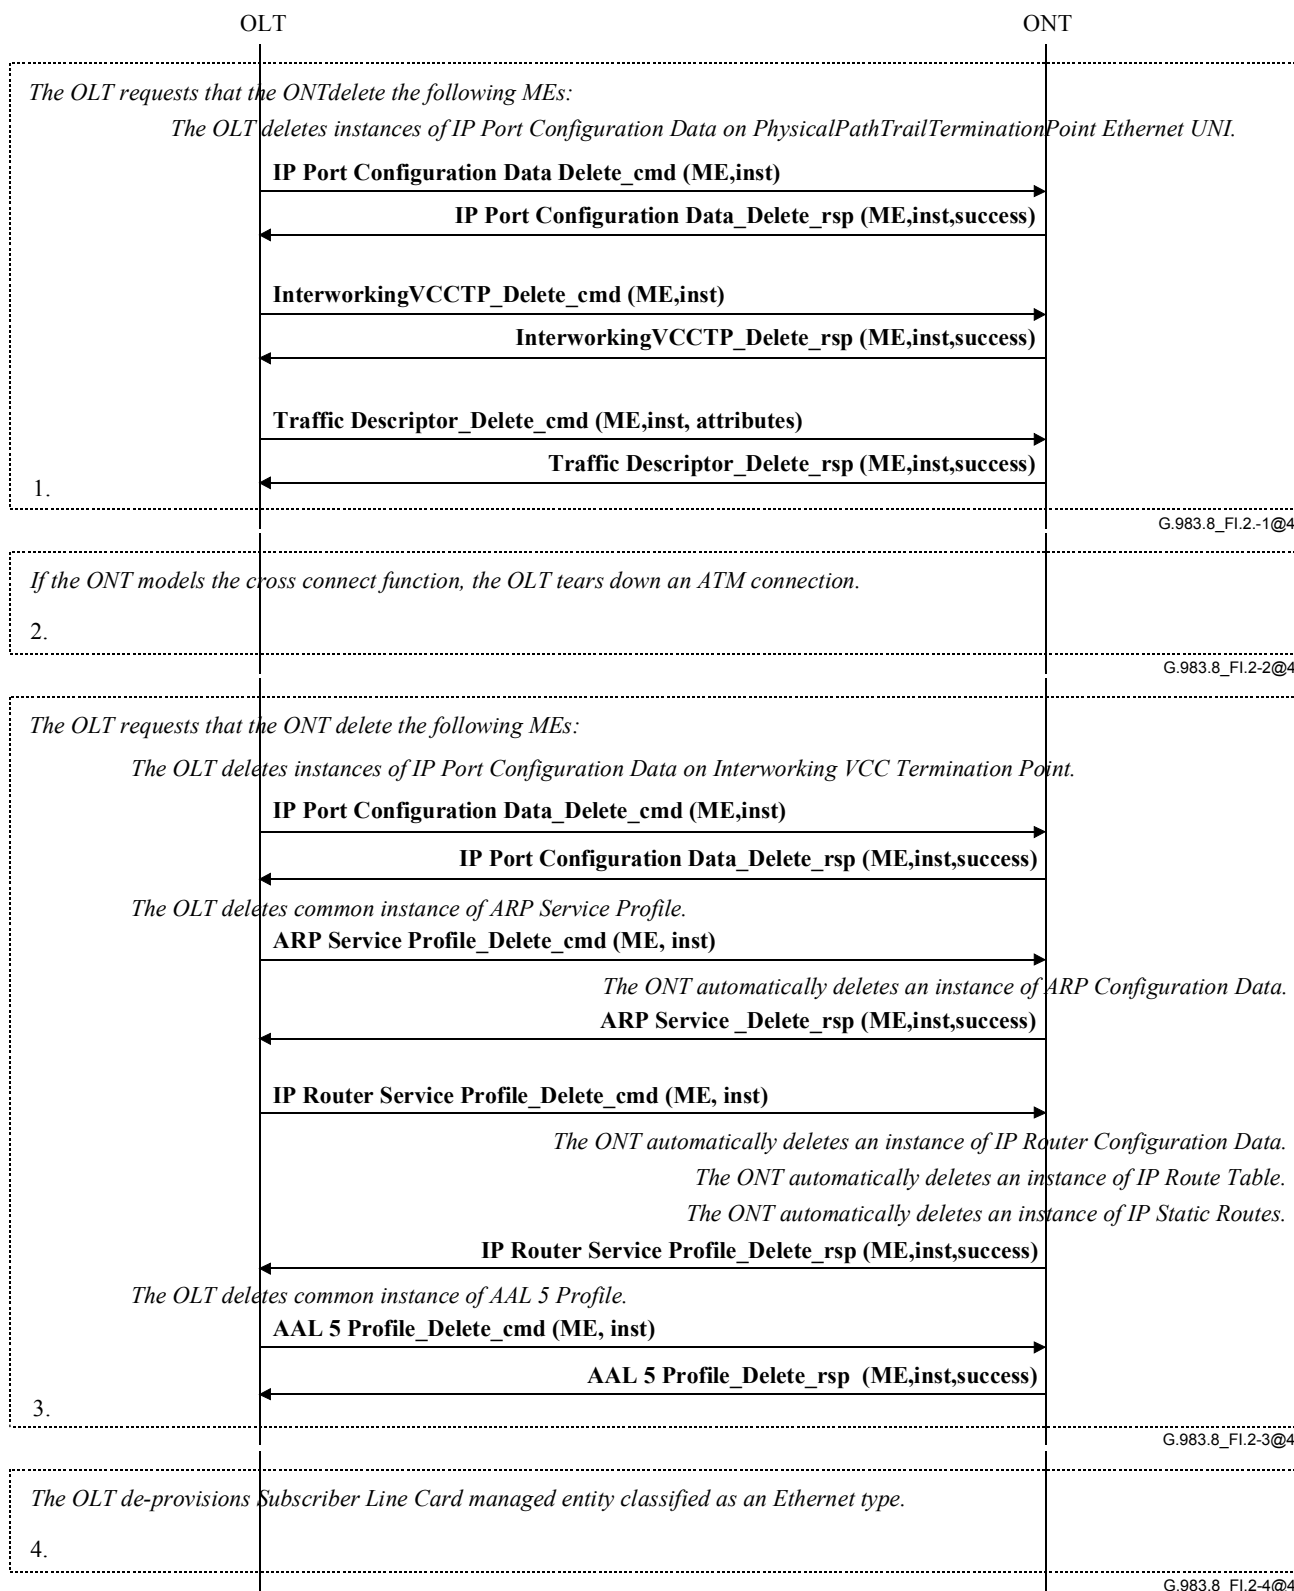 OLT ONT
The OLT requests that the ONTdelete the following MEs:
The OLT deletes instances of IP Port Configuration Data on PhysicalPathTrailTerminationPoint Ethernet UNI.
IP Port Configuration Data Delete_cmd (ME,inst)
IP Port Configuration Data_Delete_rsp (ME,inst,success)
InterworkingVCCTP_Delete_cmd (ME,inst)
InterworkingVCCTP_Delete_rsp (ME,inst,success)
Traffic Descriptor_Delete_cmd (ME,inst, attributes)
Traffic Descriptor_Delete_rsp (ME,inst,success)
1.
G.983.8_FI.2.-1@4
If the ONT models the cross connect function, the OLT tears down an ATM connection.
2.
G.983.8_FI.2-2@4
The OLT requests that the ONT delete the following MEs:
The OLT deletes instances of IP Port Configuration Data on Interworking VCC Termination Point.
IP Port Configuration Data_Delete_cmd (ME,inst)
IP Port Configuration Data_Delete_rsp (ME,inst,success)
The OLT deletes common instance of ARP Service Profile.
ARP Service Profile_Delete_cmd (ME, inst)
The ONT automatically deletes an instance of ARP Configuration Data.
ARP Service _Delete_rsp (ME,inst,success)
IP Router Service Profile_Delete_cmd (ME, inst)
The ONT automatically deletes an instance of IP Router Configuration Data.
The ONT automatically deletes an instance of IP Route Table.
The ONT automatically deletes an instance of IP Static Routes.
IP Router Service Profile_Delete_rsp (ME,inst,success)
The OLT deletes common instance of AAL 5 Profile.
AAL 5 Profile_Delete_cmd (ME, inst)
AAL 5 Profile_Delete_rsp (ME,inst,success)
3.
G.983.8_FI.2-3@4
The OLT de-provisions Subscriber Line Card managed entity classified as an Ethernet type.
4.
G.983.8_FI.2-4@4